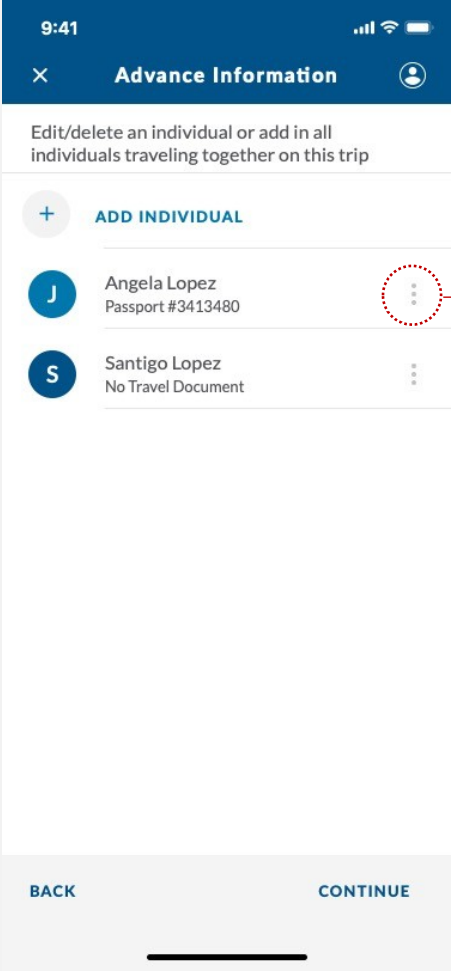 9:41
Advance Information
Edit/delete an individual or add in all
individuals traveling together on this trip
+ ADD INDIVIDUAL
J
Angela Lopez
Passport #3413480
S
Santigo Lopez
No Travel Document
BACK
CONTINUE